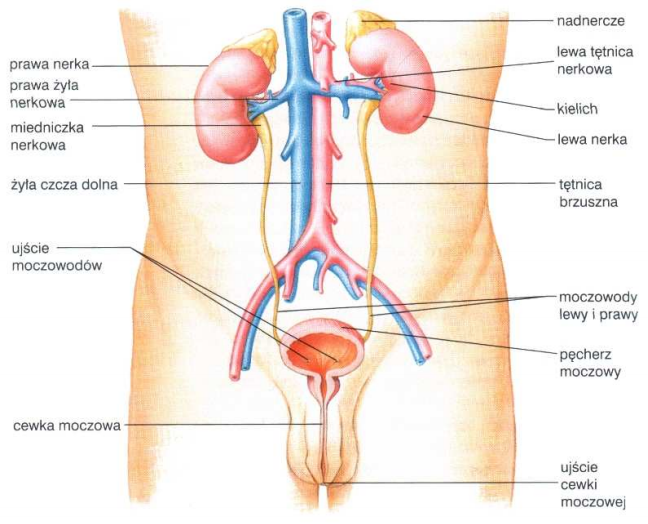 prawa nerka
prawa żyła
nerkowa
miedniczka
nerkowa
żyła czcza dolna
ujście
moczowodów
cewka moczowa
nadnercze
lewa tętnica
nerkowa
kielich
lewa nerka
tętnica
brzuszna
moczowody
lewy i prawy
pęcherz
moczowy
ujście
cewki
moczowej